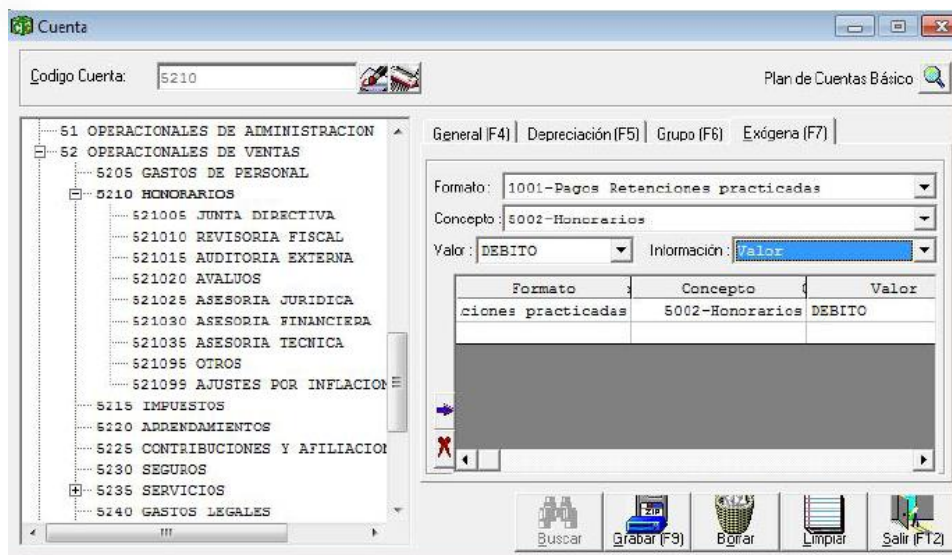 Cuenta
Codigo Cuenta:
5210
Plan de Cuentas Básico
51 OPERACIONALES DE ADMINISTRACION
52 OPERACIONALES DE VENTAS
5205 GASTOS DE PERSONAL
5210 HONORARIOS
521005 JUNTA DIRECTIVA
521010 REVISORIA FISCAL
521015 AUDITORIA EXTERNA
521020 AVALUOS
521025 ASESORIA JURIDICA
521030 ASESORIA FINANCIERA
521035 ASESORIA TECNICA
521095 OTROS
521099 AJUSTES POR INFLACION
5215 IMPUESTOS
5220 ARRENDAMIENTOS
5225 CONTRIBUCIONES Y AFILIACION
5230 SEGUROS
5235 SERVICIOS
5240 GASTOS LEGALES
General (F4) Depreciación (F5) Grupo (F6) Exógena (F7)
Formato: 1001-Pagos Retenciones practicadas
Concepto: 5002-Honorarios
Valor: DEBITO Información: Valor
Formato Concepto Valor
ciones practicadas 5002-Honorarios DEBITO
ZIP
Buscar Grabar (F9) Borrar Limpiar Salir (F12)